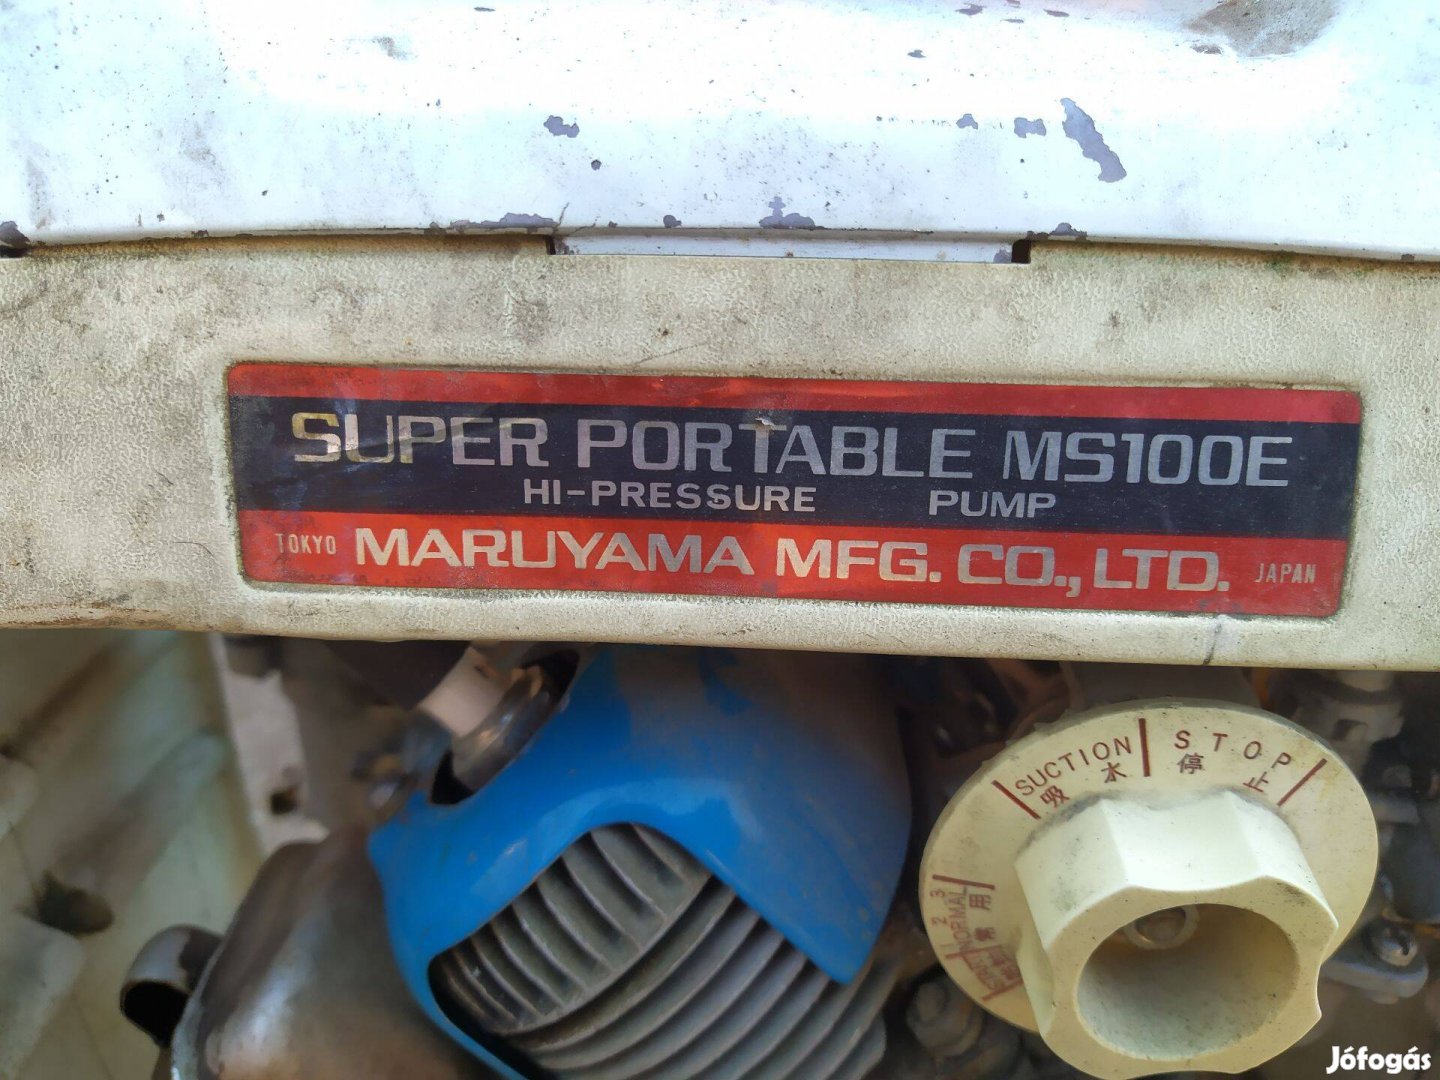 SUPER PORTABLE MS100E
HI-PRESSURE PUMP
TOKYO MARUYAMA MFG. CO., LTD. JAPAN
SUCTION STOP
吸水 停止
2 3
NORMAL
常用
START
Jófogás